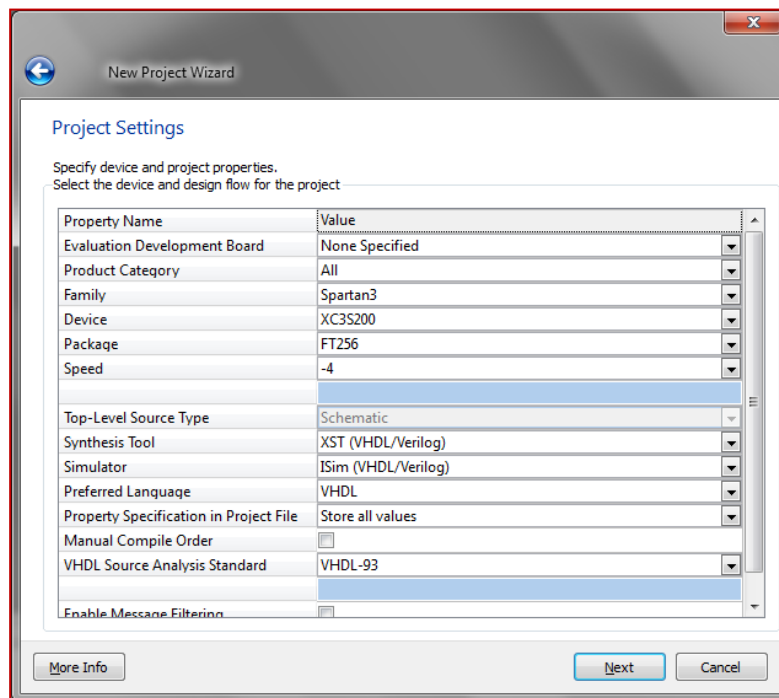 New Project Wizard
Project Settings
Specify device and project properties.
Select the device and design flow for the project
Property Name Value
Evaluation Development Board None Specified
Product Category All
Family Spartan3
Device XC3S200
Package FT256
Speed -4
Top-Level Source Type Schematic
Synthesis Tool XST (VHDL/Verilog)
Simulator ISim (VHDL/Verilog)
Preferred Language VHDL
Property Specification in Project File Store all values
Manual Compile Order
VHDL Source Analysis Standard VHDL-93
Enable Message Filtering
More Info Next Cancel